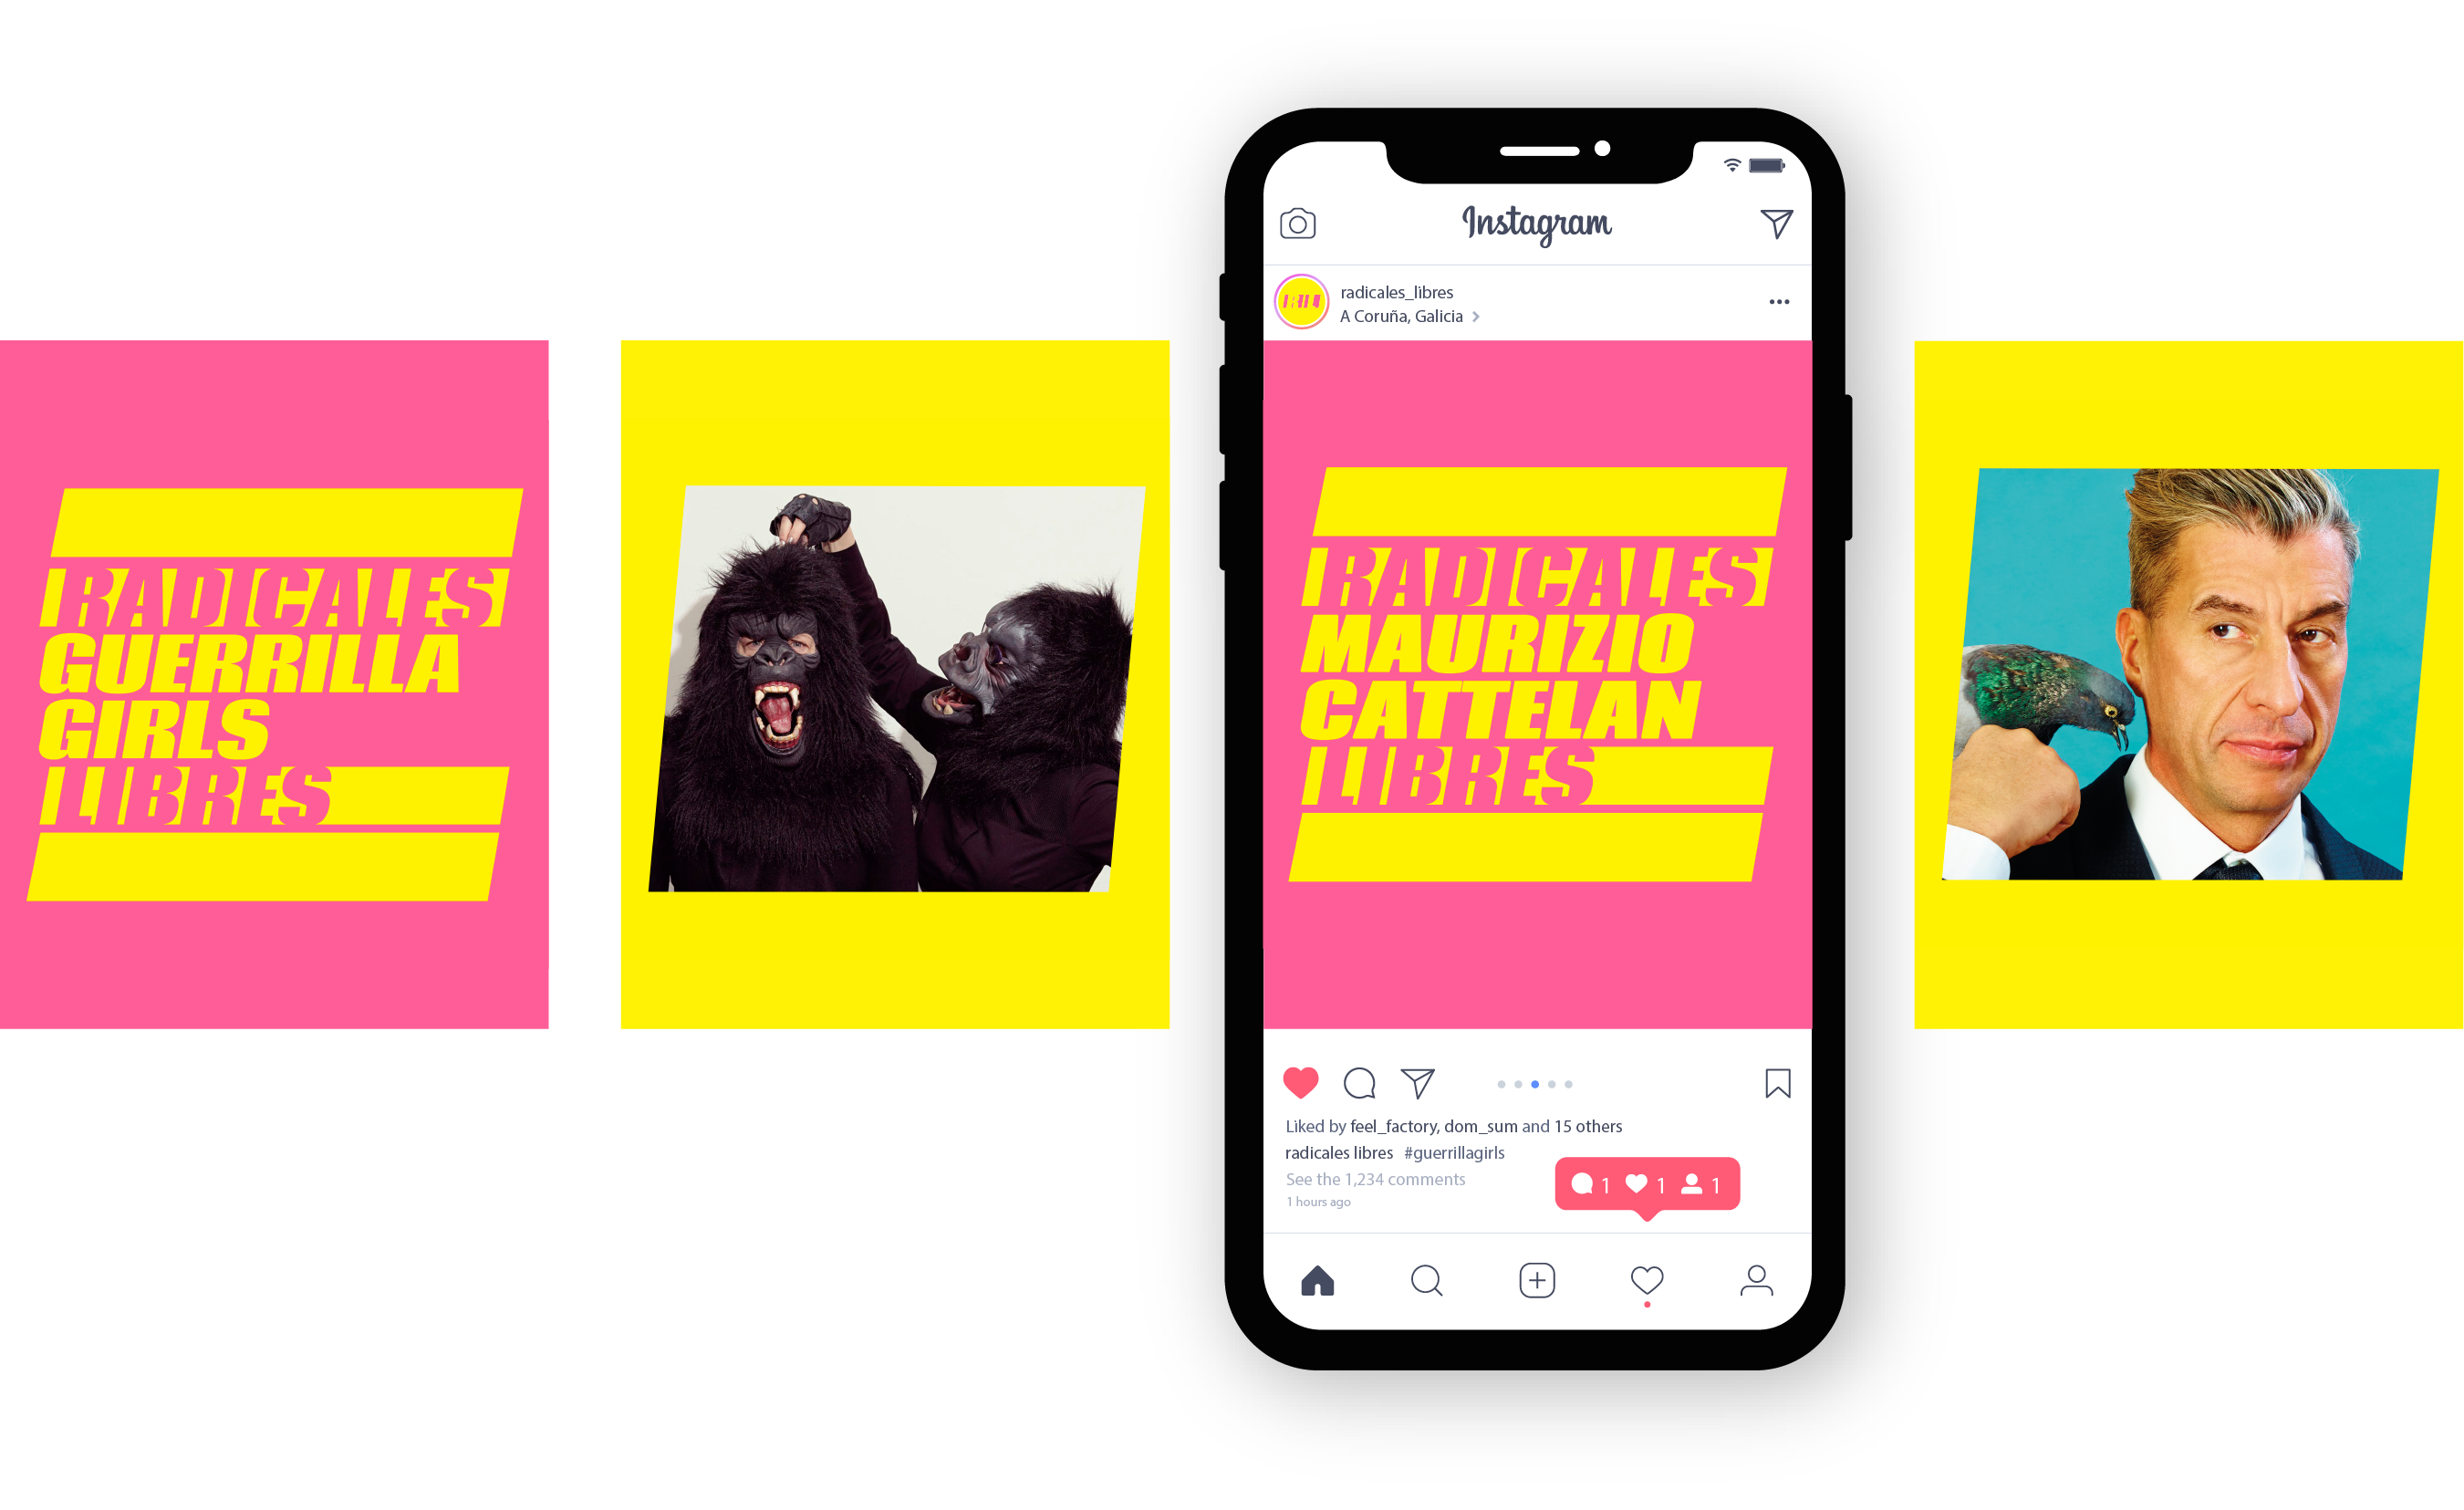 RADICALES
GUERRILLA
GIRLS
LIBRES
Instagram
radicales_libres
A Coruña, Galicia
RADICALES
MAURIZIO
CATTELAN
LIBRES
Liked by feel_factory, dom_sum and 15 others
radicales libres #guerrillagirls
See the 1,234 comments
1 hours ago
1 1 1